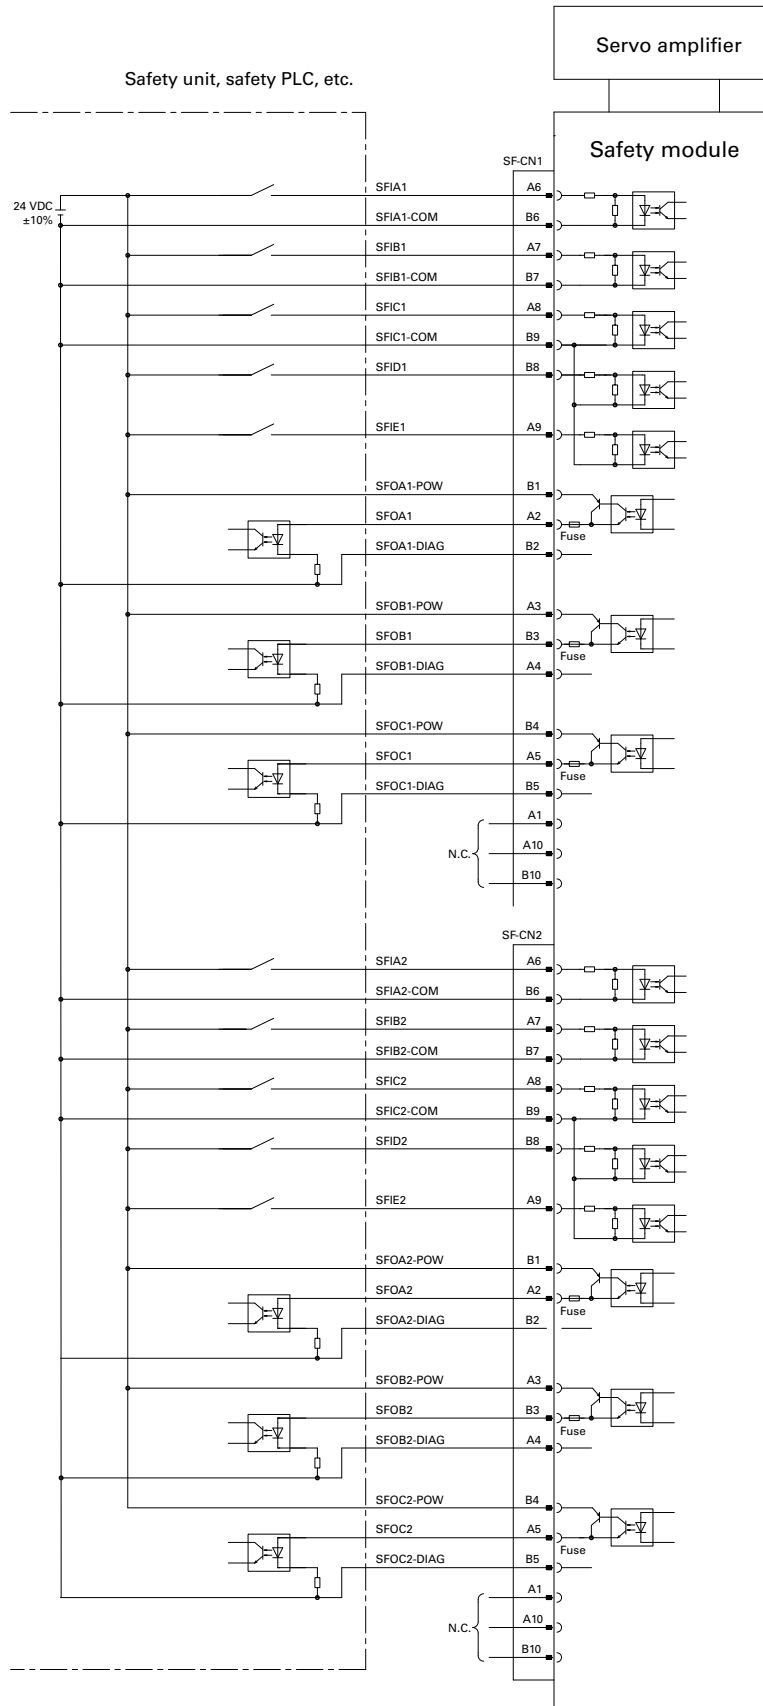 Servo amplifier
Safety unit, safety PLC, etc.
Safety module
SF-CN1
24 VDC
±10%
SFIA1 A6
SFIA1-COM B6
SFIB1 A7
SFIB1-COM B7
SFIC1 A8
SFIC1-COM B9
SFID1 B8
SFIE1 A9
SFOA1-POW B1
SFOA1 A2
Fuse
SFOA1-DIAG B2
SFOB1-POW A3
SFOB1 B3
Fuse
SFOB1-DIAG A4
SFOC1-POW B4
SFOC1 A5
Fuse
SFOC1-DIAG B5
A1
N.C. A10
B10
SF-CN2
SFIA2 A6
SFIA2-COM B6
SFIB2 A7
SFIB2-COM B7
SFIC2 A8
SFIC2-COM B9
SFID2 B8
SFIE2 A9
SFOA2-POW B1
SFOA2 A2
Fuse
SFOA2-DIAG B2
SFOB2-POW A3
SFOB2 B3
Fuse
SFOB2-DIAG A4
SFOC2-POW B4
SFOC2 A5
Fuse
SFOC2-DIAG B5
A1
N.C. A10
B10